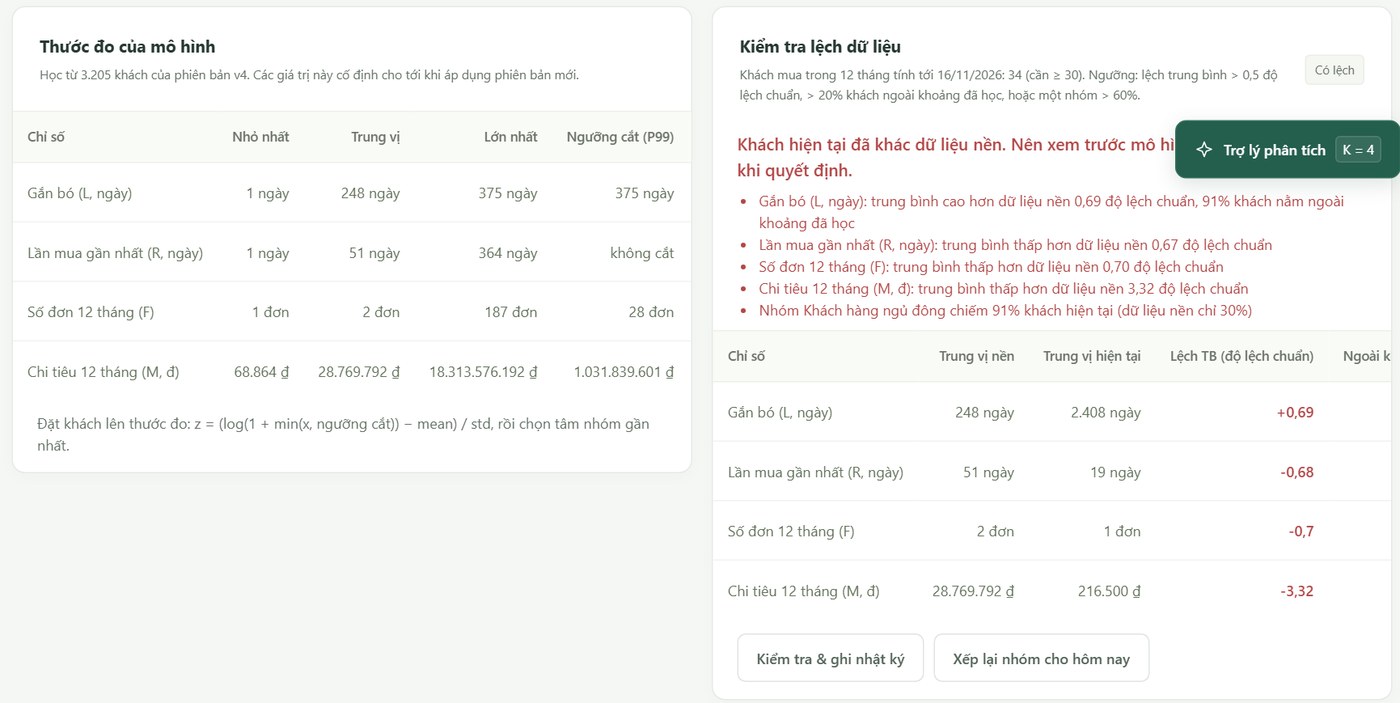 Thước đo của mô hình
Học từ 3.205 khách của phiên bản v4. Các giá trị này cố định cho tới khi áp dụng phiên bản mới.
Chỉ số Nhỏ nhất Trung vị Lớn nhất Ngưỡng cắt (P99)
Gắn bó (L, ngày) 1 ngày 248 ngày 375 ngày 375 ngày
Lần mua gần nhất (R, ngày) 1 ngày 51 ngày 364 ngày không cắt
Số đơn 12 tháng (F) 1 đơn 2 đơn 187 đơn 28 đơn
Chi tiêu 12 tháng (M, đ) 68.864 ₫ 28.769.792 ₫ 18.313.576.192 ₫ 1.031.839.601 ₫
Đặt khách lên thước đo: z = (log(1 + min(x, ngưỡng cắt)) − mean) / std, rồi chọn tâm nhóm gần
nhất.
Kiểm tra lệch dữ liệu
Khách mua trong 12 tháng tính tới 16/11/2026: 34 (cần ≥ 30). Ngưỡng: lệch trung bình > 0,5 độ
lệch chuẩn, > 20% khách ngoài khoảng đã học, hoặc một nhóm > 60%.
Có lệch
Trợ lý phân tích K = 4
Khách hiện tại đã khác dữ liệu nền. Nên xem trước mô
khi quyết định.
• Gắn bó (L, ngày): trung bình cao hơn dữ liệu nền 0,69 độ lệch chuẩn, 91% khách nằm ngoài
khoảng đã học
• Lần mua gần nhất (R, ngày): trung bình thấp hơn dữ liệu nền 0,67 độ lệch chuẩn
• Số đơn 12 tháng (F): trung bình thấp hơn dữ liệu nền 0,70 độ lệch chuẩn
• Chi tiêu 12 tháng (M, đ): trung bình thấp hơn dữ liệu nền 3,32 độ lệch chuẩn
• Nhóm Khách hàng ngủ đông chiếm 91% khách hiện tại (dữ liệu nền chỉ 30%)
Chỉ số Trung vị nền Trung vị hiện tại Lệch TB (độ lệch chuẩn) Ngoài
Gắn bó (L, ngày) 248 ngày 2.408 ngày +0,69
Lần mua gần nhất (R, ngày) 51 ngày 19 ngày -0,68
Số đơn 12 tháng (F) 2 đơn 1 đơn -0,7
Chi tiêu 12 tháng (M, đ) 28.769.792 ₫ 216.500 ₫ -3,32
Kiểm tra & ghi nhật ký Xếp lại nhóm cho hôm nay